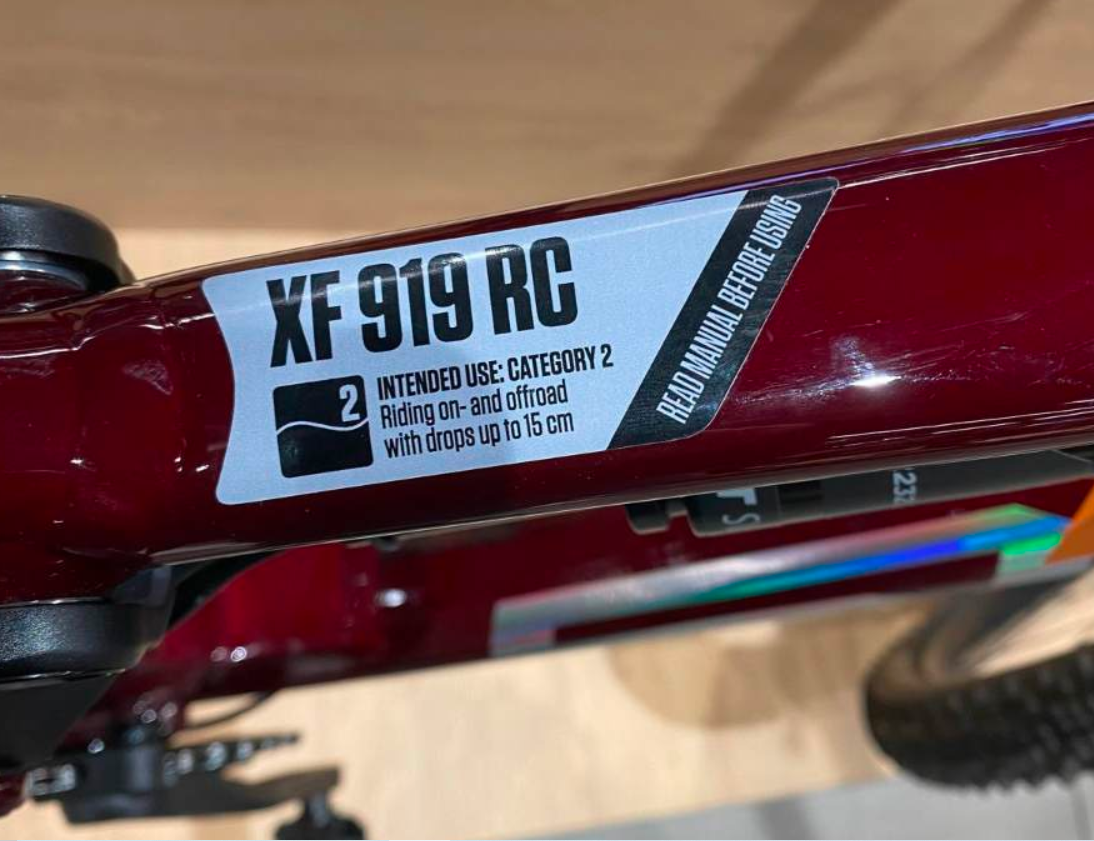 XF 919 RC
2
INTENDED USE: CATEGORY 2
Riding on- and offroad
with drops up to 15 cm
READ MANUAL BEFORE USING